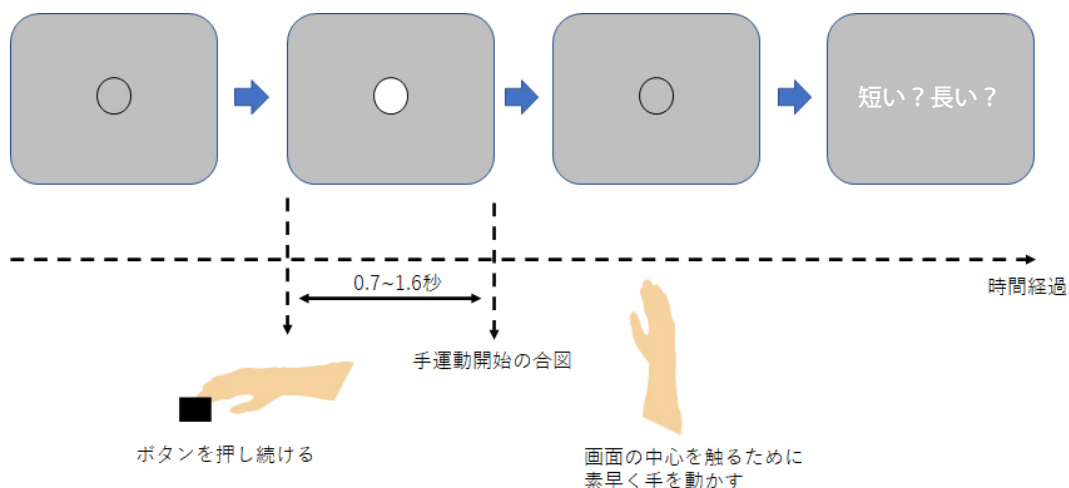 短い？長い？
0.7~1.6秒
時間経過
手運動開始の合図
ボタンを押し続ける
画面の中心を触るために
素早く手を動かす